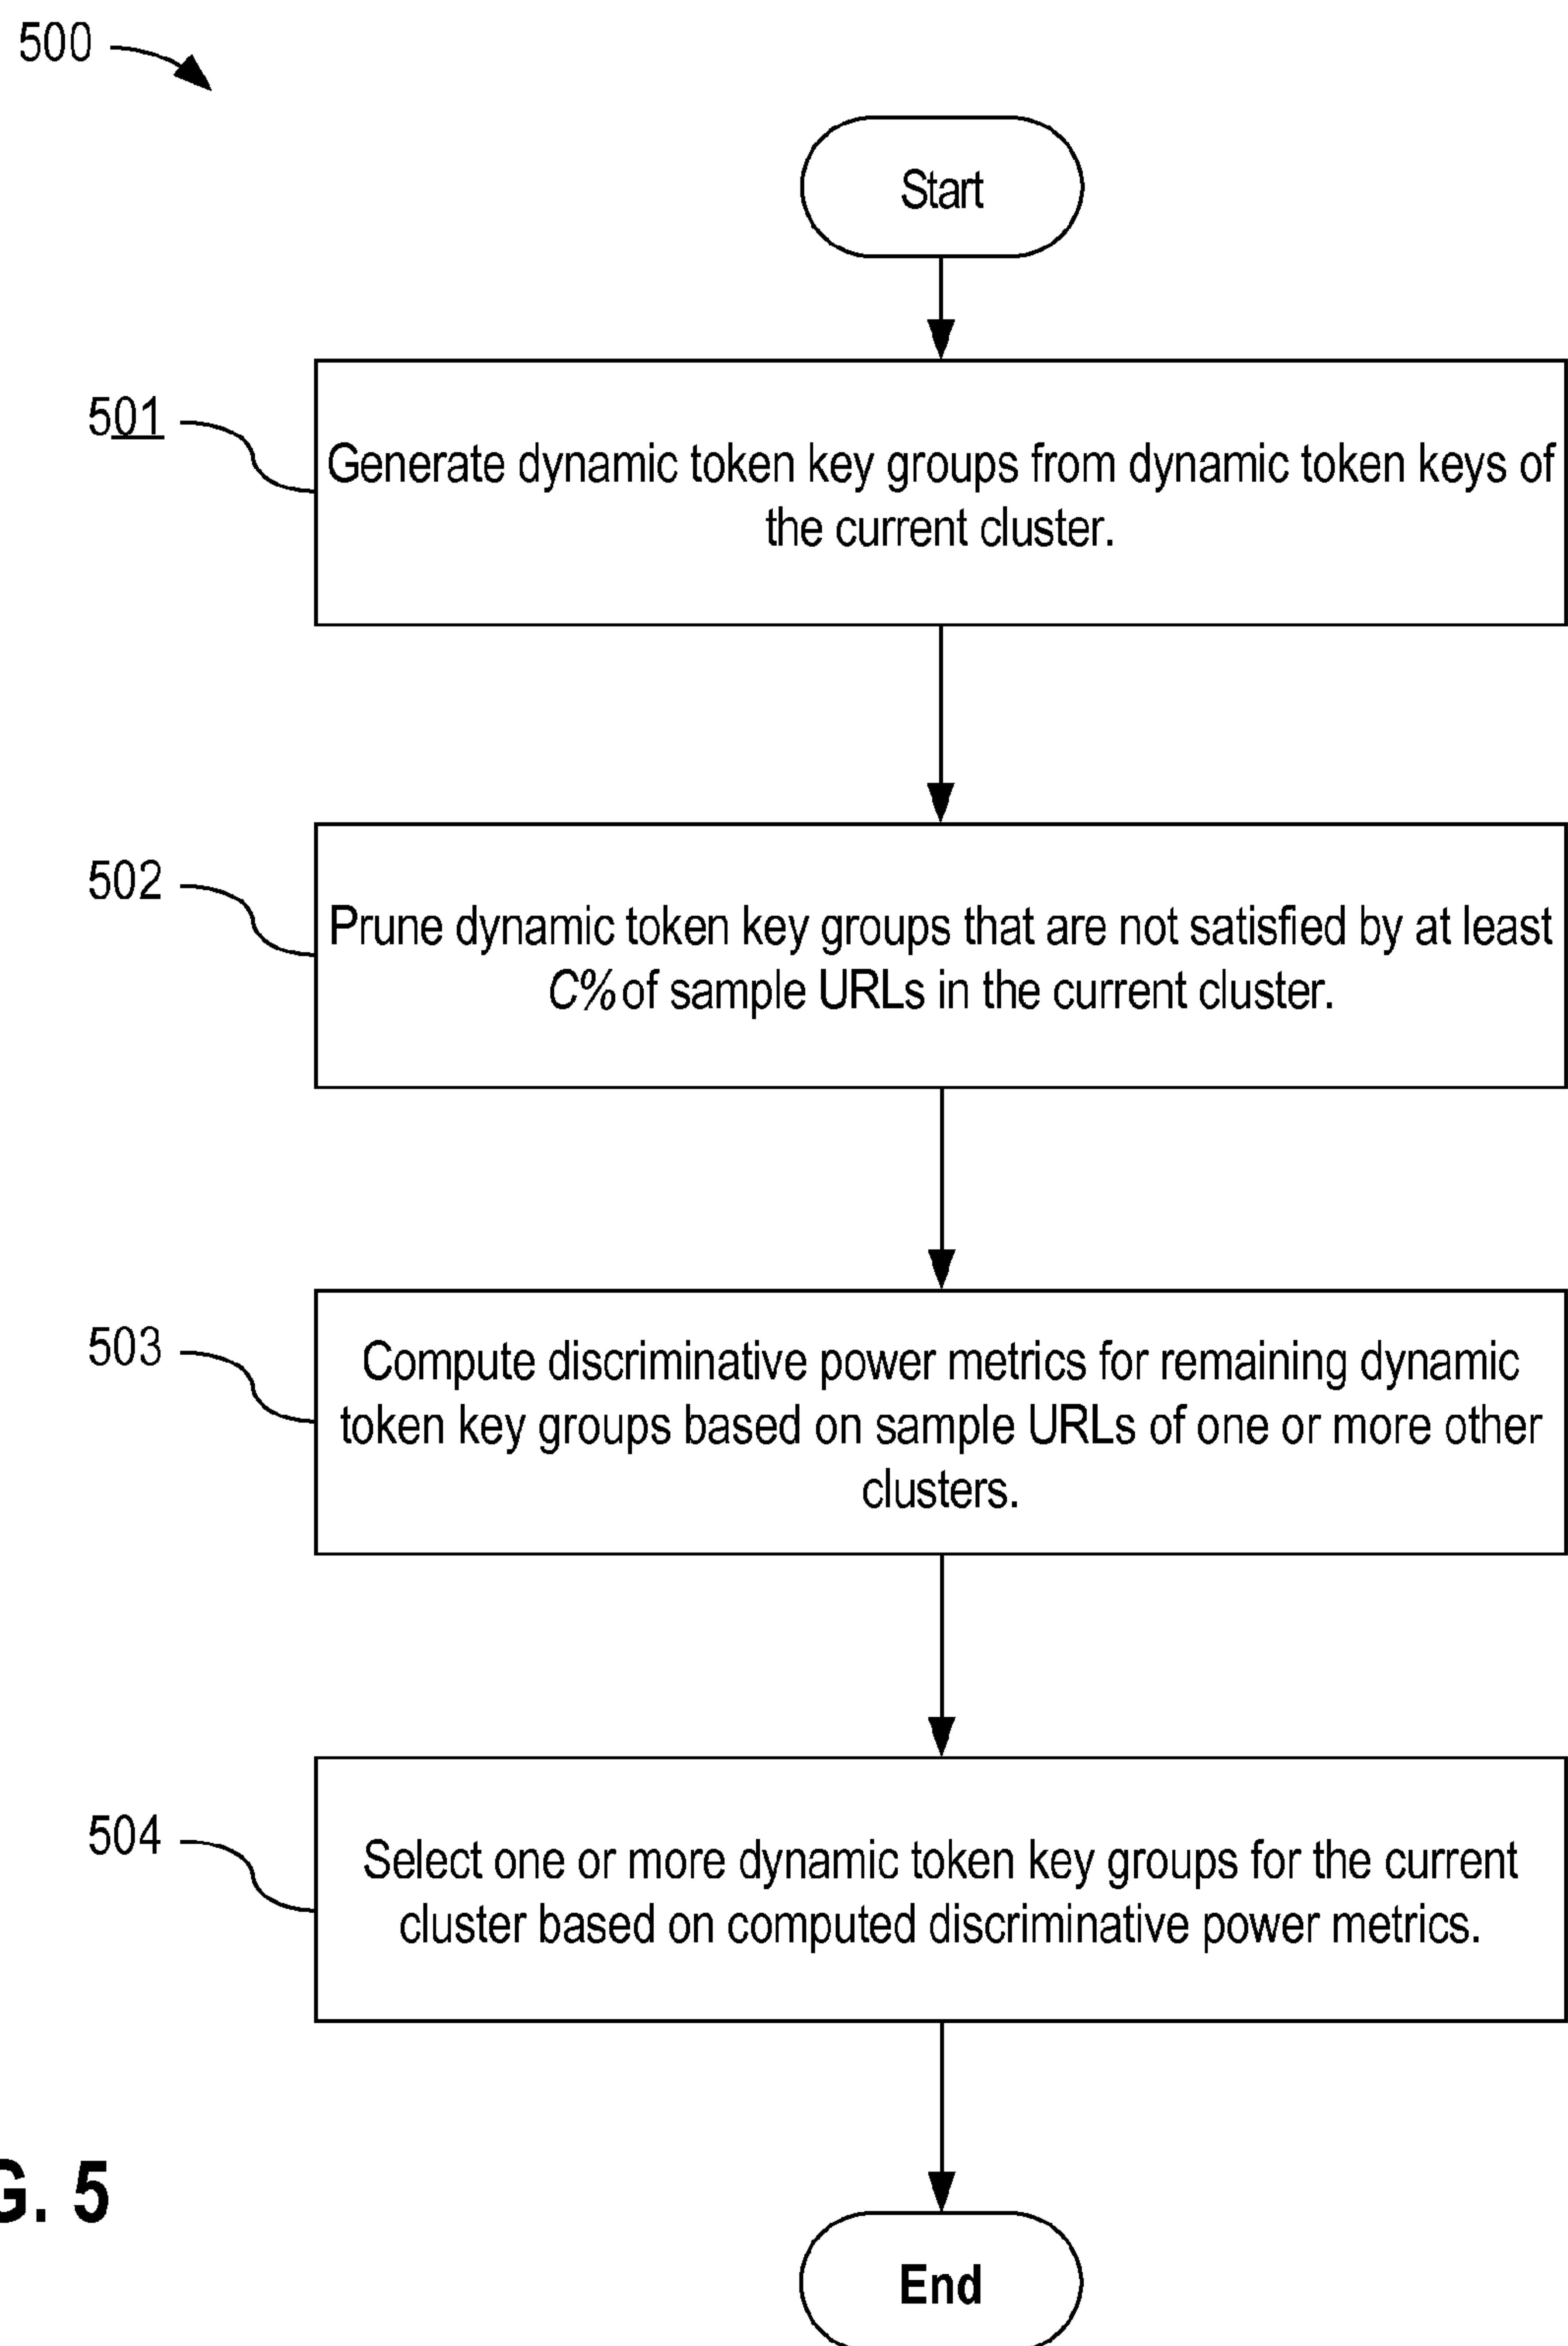 500
Start
501
Generate dynamic token key groups from dynamic token keys of
the current cluster.
502
Prune dynamic token key groups that are not satisfied by at least
C% of sample URLs in the current cluster.
503
Compute discriminative power metrics for remaining dynamic
token key groups based on sample URLs of one or more other
clusters.
504
Select one or more dynamic token key groups for the current
cluster based on computed discriminative power metrics.
G. 5
End